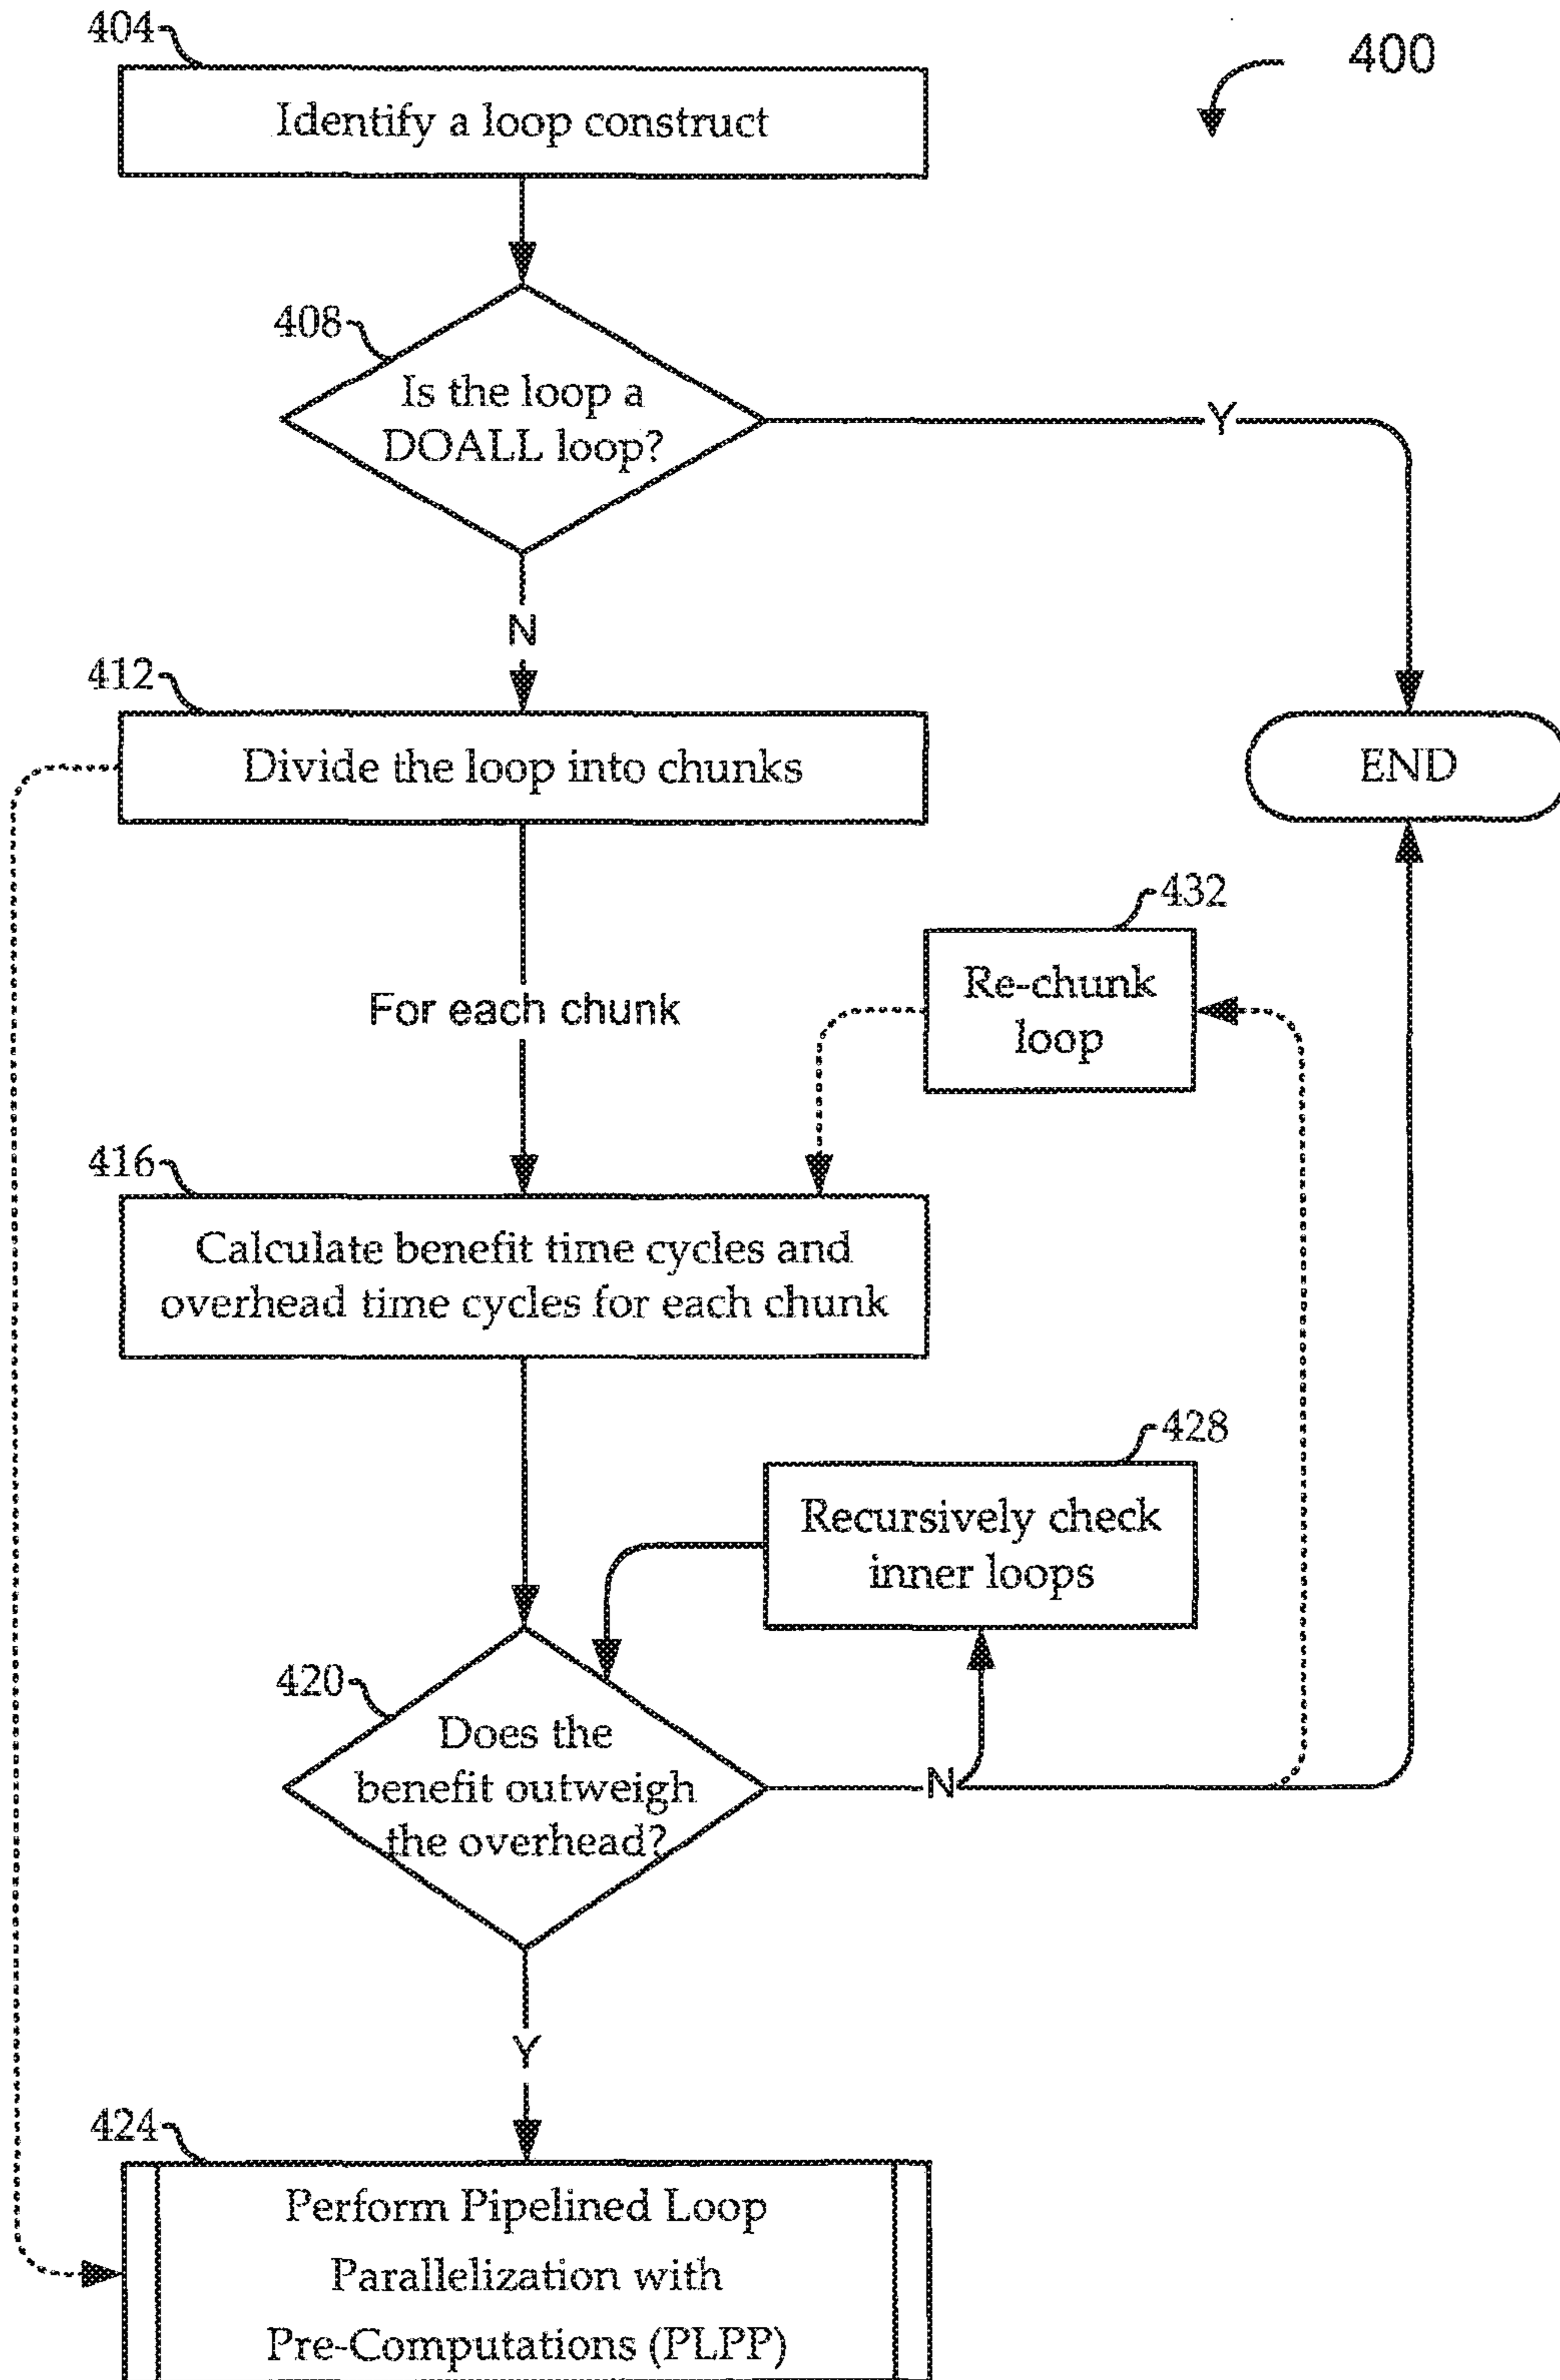 404
400
Identify a loop construct
408
Is the loop a
DOALL loop?
Y
N
412
Divide the loop into chunks
END
432
Re-chunk
loop
For each chunk
416
Calculate benefit time cycles and
overhead time cycles for each chunk
428
Recursively check
inner loops
420
Does the
benefit outweigh
the overhead?
N
Y
424
Perform Pipelined Loop
Parallelization with
Pre-Computations (PLPP)